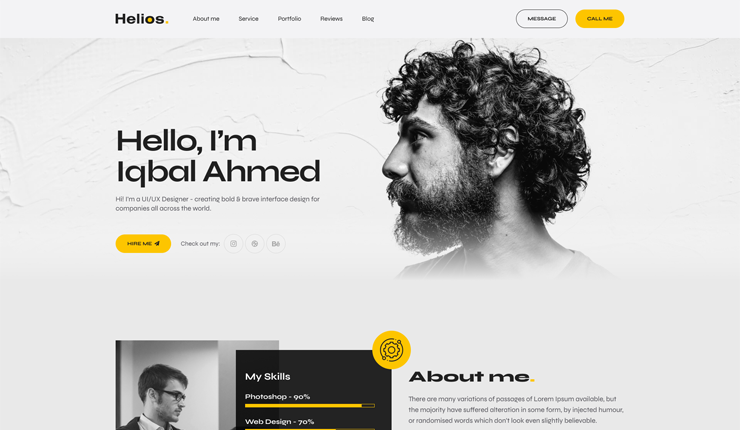 Helios.
About me
Service
Portfolio
Reviews
Blog
MESSAGE
CALL ME
Hello, I'm
Iqbal Ahmed
Hi! I'm a UI/UX Designer - creating bold & brave interface design for
companies all across the world.
HIRE ME
Check out my:
Bē
My Skills
Photoshop - 90%
Web Design - 70%
About me.
There are many variations of passages of Lorem Ipsum available, but
the majority have suffered alteration in some form, by injected humour,
or randomised words which don't look even slightly believable.